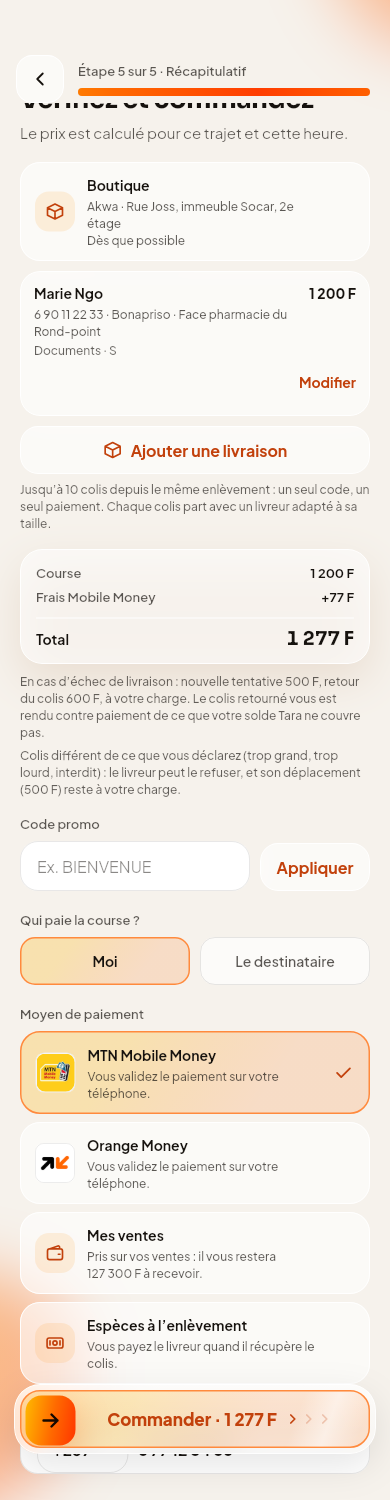 Étape 5 sur 5 · Récapitulatif
Vérifiez et commandez
Le prix est calculé pour ce trajet et cette heure.
Boutique
Akwa · Rue Joss, immeuble Socar, 2e
étage
Dès que possible
Marie Ngo
1 200 F
6 90 11 22 33 · Bonapriso · Face pharmacie du
Rond-point
Documents · S
Modifier
Ajouter une livraison
Jusqu’à 10 colis depuis le même enlèvement : un seul code, un
seul paiement. Chaque colis part avec un livreur adapté à sa
taille.
Course
1 200 F
Frais Mobile Money
+77 F
Total
1 277 F
En cas d’échec de livraison : nouvelle tentative 500 F, retour
du colis 600 F, à votre charge. Le colis retourné vous est
rendu contre paiement de ce que votre solde Tara ne couvre
pas.
Colis différent de ce que vous déclarez (trop grand, trop
lourd, interdit) : le livreur peut le refuser, et son déplacement
(500 F) reste à votre charge.
Code promo
Ex. BIENVENUE
Appliquer
Qui paie la course ?
Moi
Le destinataire
Moyen de paiement
MTN Mobile Money
Vous validez le paiement sur votre
téléphone.
Orange Money
Vous validez le paiement sur votre
téléphone.
Mes ventes
Pris sur vos ventes : il vous restera
127 300 F à recevoir.
Espèces à l’enlèvement
Vous payez le livreur quand il récupère le
colis.
Commander · 1 277 F